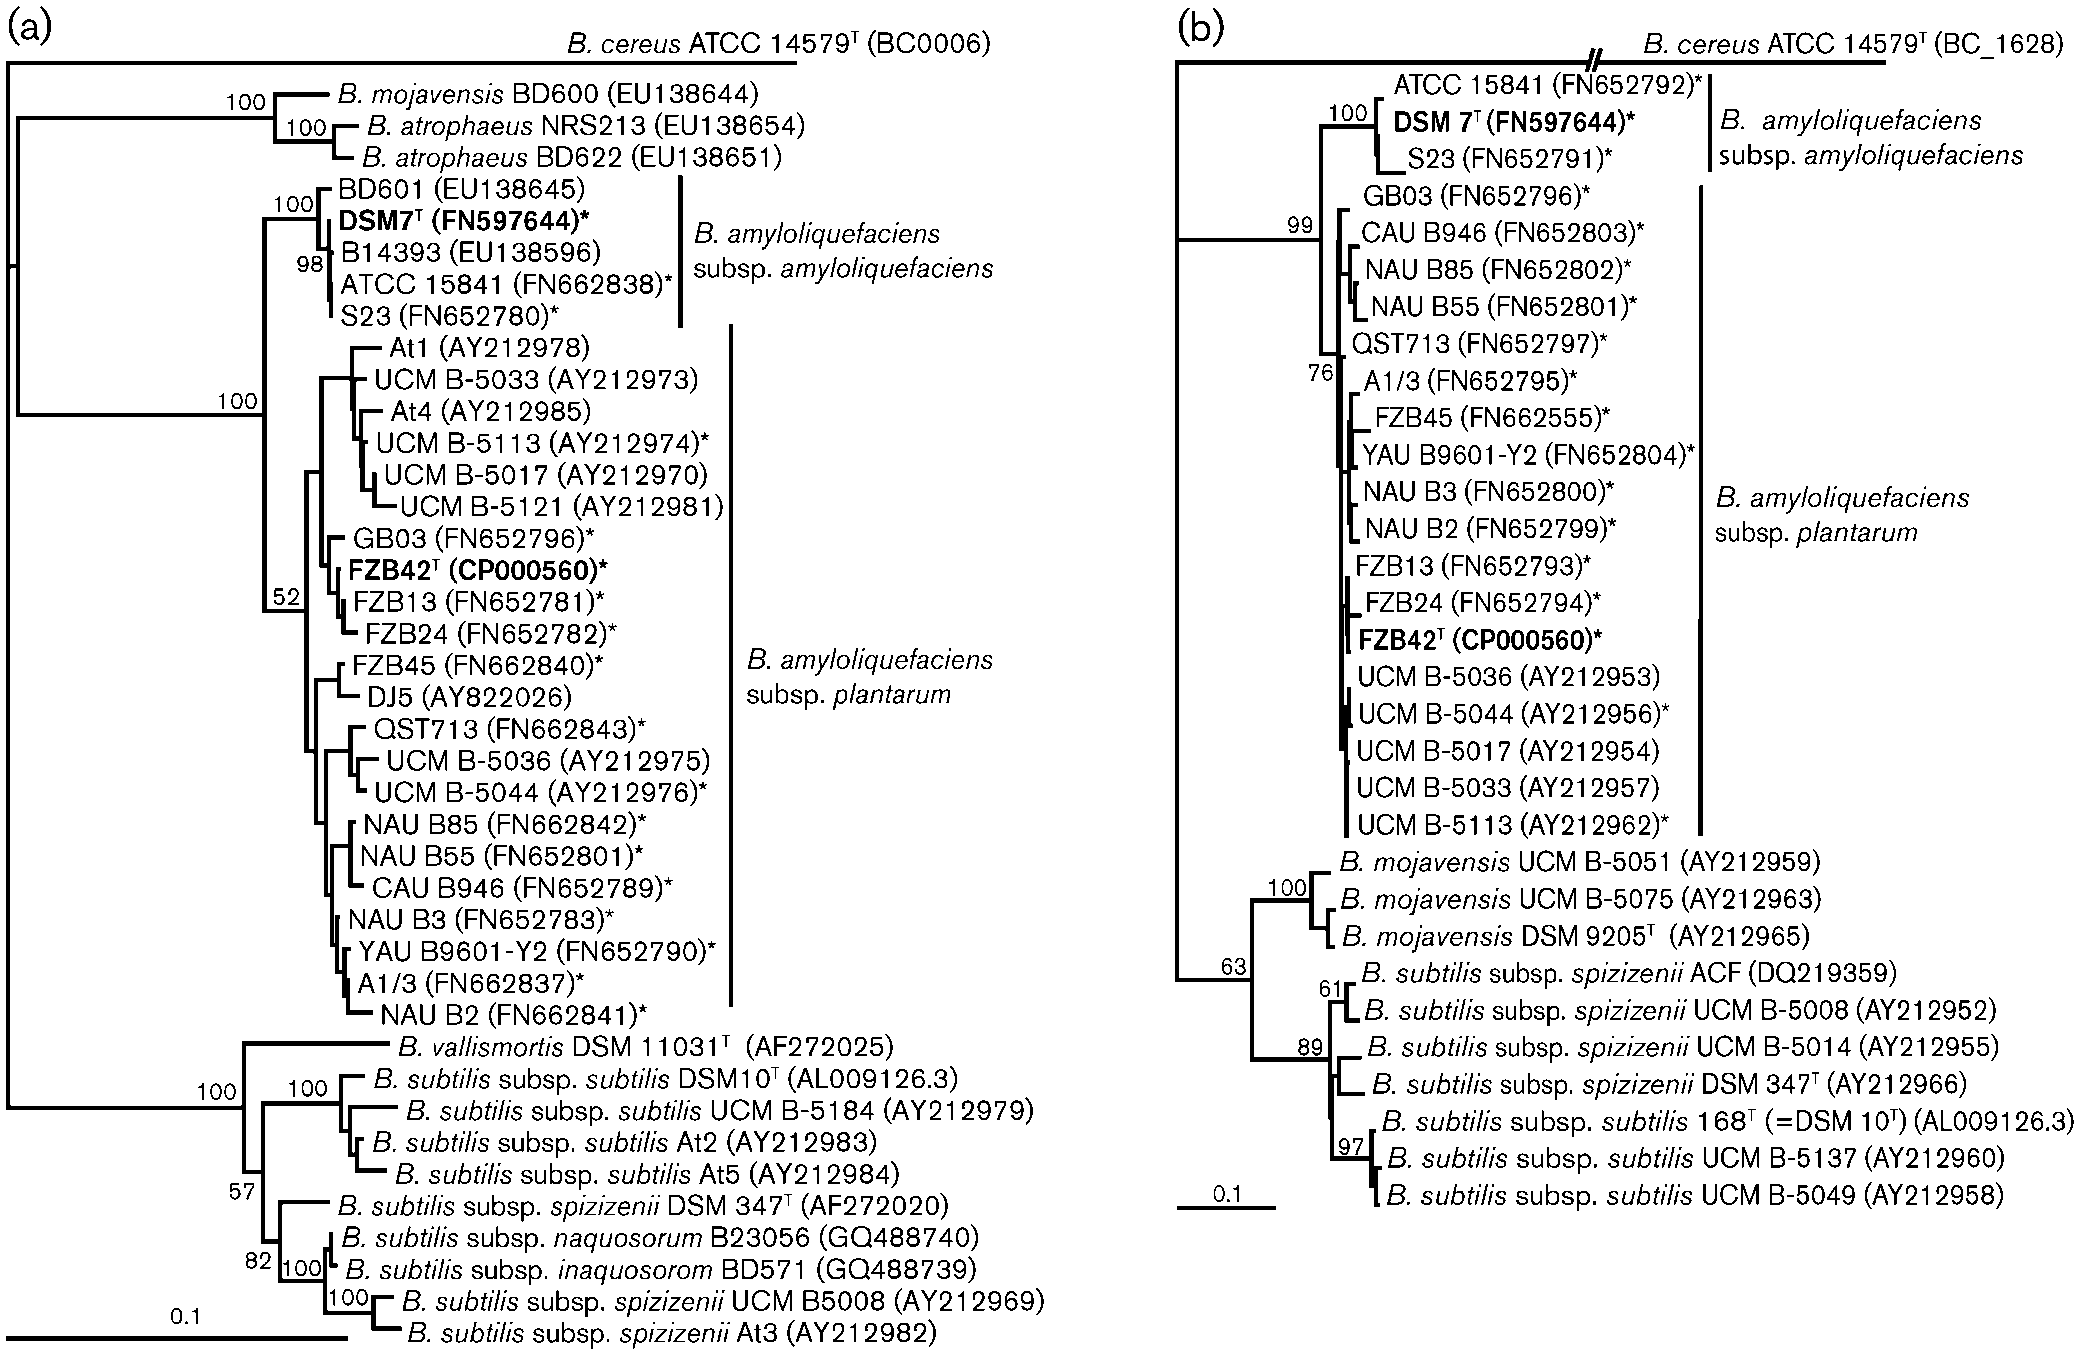 (a)
B. cereus ATCC 14579ᵀ (BC0006)
100
B. mojavensis BD600 (EU138644)
100
B. atrophaeus NRS213 (EU138654)
B. atrophaeus BD622 (EU138651)
100
BD601 (EU138645)
DSM7ᵀ (FN597644)*
98
B14393 (EU138596)
ATCC 15841 (FN662838)*
S23 (FN652780)*
B. amyloliquefaciens
subsp. amyloliquefaciens
100
At1 (AY212978)
UCM B-5033 (AY212973)
At4 (AY212985)
UCM B-5113 (AY212974)*
UCM B-5017 (AY212970)
UCM B-5121 (AY212981)
GB03 (FN652796)*
FZB42ᵀ (CP000560)*
52
FZB13 (FN652781)*
FZB24 (FN652782)*
FZB45 (FN662840)*
DJ5 (AY822026)
QST713 (FN662843)*
UCM B-5036 (AY212975)
UCM B-5044 (AY212976)*
NAU B85 (FN662842)*
NAU B55 (FN652801)*
CAU B946 (FN652789)*
NAU B3 (FN652783)*
YAU B9601-Y2 (FN652790)*
A1/3 (FN662837)*
NAU B2 (FN662841)*
B. amyloliquefaciens
subsp. plantarum
B. vallismortis DSM 11031ᵀ (AF272025)
100
100
B. subtilis subsp. subtilis DSM10ᵀ (AL009126.3)
B. subtilis subsp. subtilis UCM B-5184 (AY212979)
B. subtilis subsp. subtilis At2 (AY212983)
B. subtilis subsp. subtilis At5 (AY212984)
57
B. subtilis subsp. spizizenii DSM 347ᵀ (AF272020)
B. subtilis subsp. naquosorum B23056 (GQ488740)
82
100
B. subtilis subsp. inaquosorom BD571 (GQ488739)
100
B. subtilis subsp. spizizenii UCM B5008 (AY212969)
B. subtilis subsp. spizizenii At3 (AY212982)
0.1
(b)
B. cereus ATCC 14579ᵀ (BC_1628)
ATCC 15841 (FN652792)*
100
DSM 7ᵀ (FN597644)*
S23 (FN652791)*
B. amyloliquefaciens
subsp. amyloliquefaciens
99
GB03 (FN652796)*
CAU B946 (FN652803)*
NAU B85 (FN652802)*
NAU B55 (FN652801)*
QST713 (FN652797)*
76
A1/3 (FN652795)*
FZB45 (FN662555)*
YAU B9601-Y2 (FN652804)*
NAU B3 (FN652800)*
NAU B2 (FN652799)*
FZB13 (FN652793)*
FZB24 (FN652794)*
FZB42ᵀ (CP000560)*
UCM B-5036 (AY212953)
UCM B-5044 (AY212956)*
UCM B-5017 (AY212954)
UCM B-5033 (AY212957)
UCM B-5113 (AY212962)*
B. amyloliquefaciens
subsp. plantarum
B. mojavensis UCM B-5051 (AY212959)
100
B. mojavensis UCM B-5075 (AY212963)
B. mojavensis DSM 9205ᵀ (AY212965)
63
B. subtilis subsp. spizizenii ACF (DQ219359)
61
B. subtilis subsp. spizizenii UCM B-5008 (AY212952)
89
B. subtilis subsp. spizizenii UCM B-5014 (AY212955)
B. subtilis subsp. spizizenii DSM 347ᵀ (AY212966)
B. subtilis subsp. subtilis 168ᵀ (=DSM 10ᵀ) (AL009126.3)
97
B. subtilis subsp. subtilis UCM B-5137 (AY212960)
B. subtilis subsp. subtilis UCM B-5049 (AY212958)
0.1